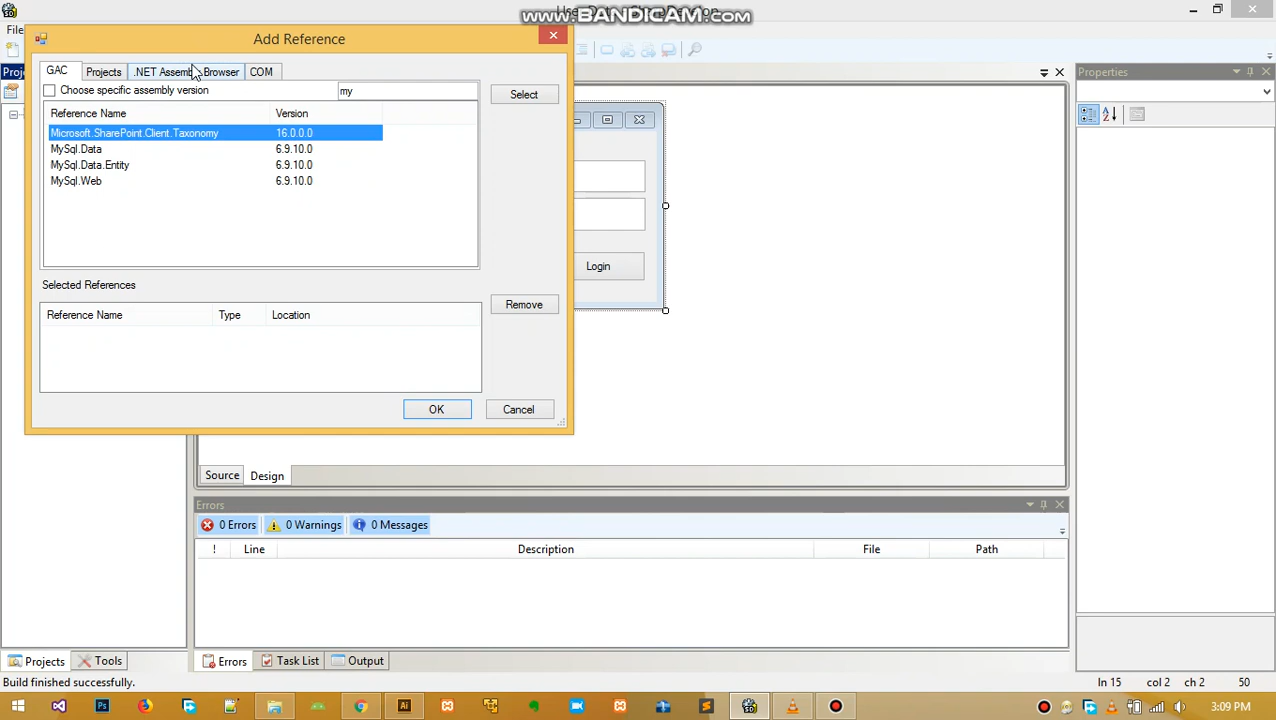 www.BANDICAM.com
File
Add Reference
GAC
Projects
.NET Assemb Browser
COM
Choose specific assembly version
my
Reference Name
Version
Select
Microsoft.SharePoint.Client.Taxonomy
16.0.0.0
MySql.Data
6.9.10.0
MySql.Data.Entity
6.9.10.0
MySql.Web
6.9.10.0
Selected References
Remove
Reference Name
Type
Location
OK
Cancel
Login
Properties
Source
Design
Errors
0 Errors
0 Warnings
0 Messages
!
Line
Description
File
Path
Projects
Tools
Errors
Task List
Output
Build finished successfully.
ln 15
col 2
ch 2
50
3:09 PM